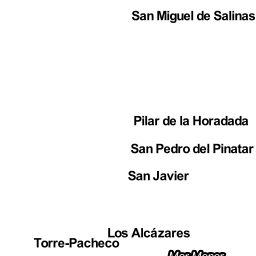 San Miguel de Salinas
Pilar de la Horadada
San Pedro del Pinatar
San Javier
Los Alcázares
Torre-Pacheco